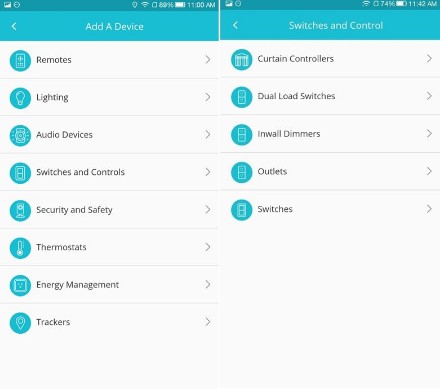 89% 11:00 AM
Add A Device
Remotes
Lighting
Audio Devices
Switches and Controls
Security and Safety
Thermostats
Energy Management
Trackers
74% 11:42 AM
Switches and Control
Curtain Controllers
Dual Load Switches
Inwall Dimmers
Outlets
Switches